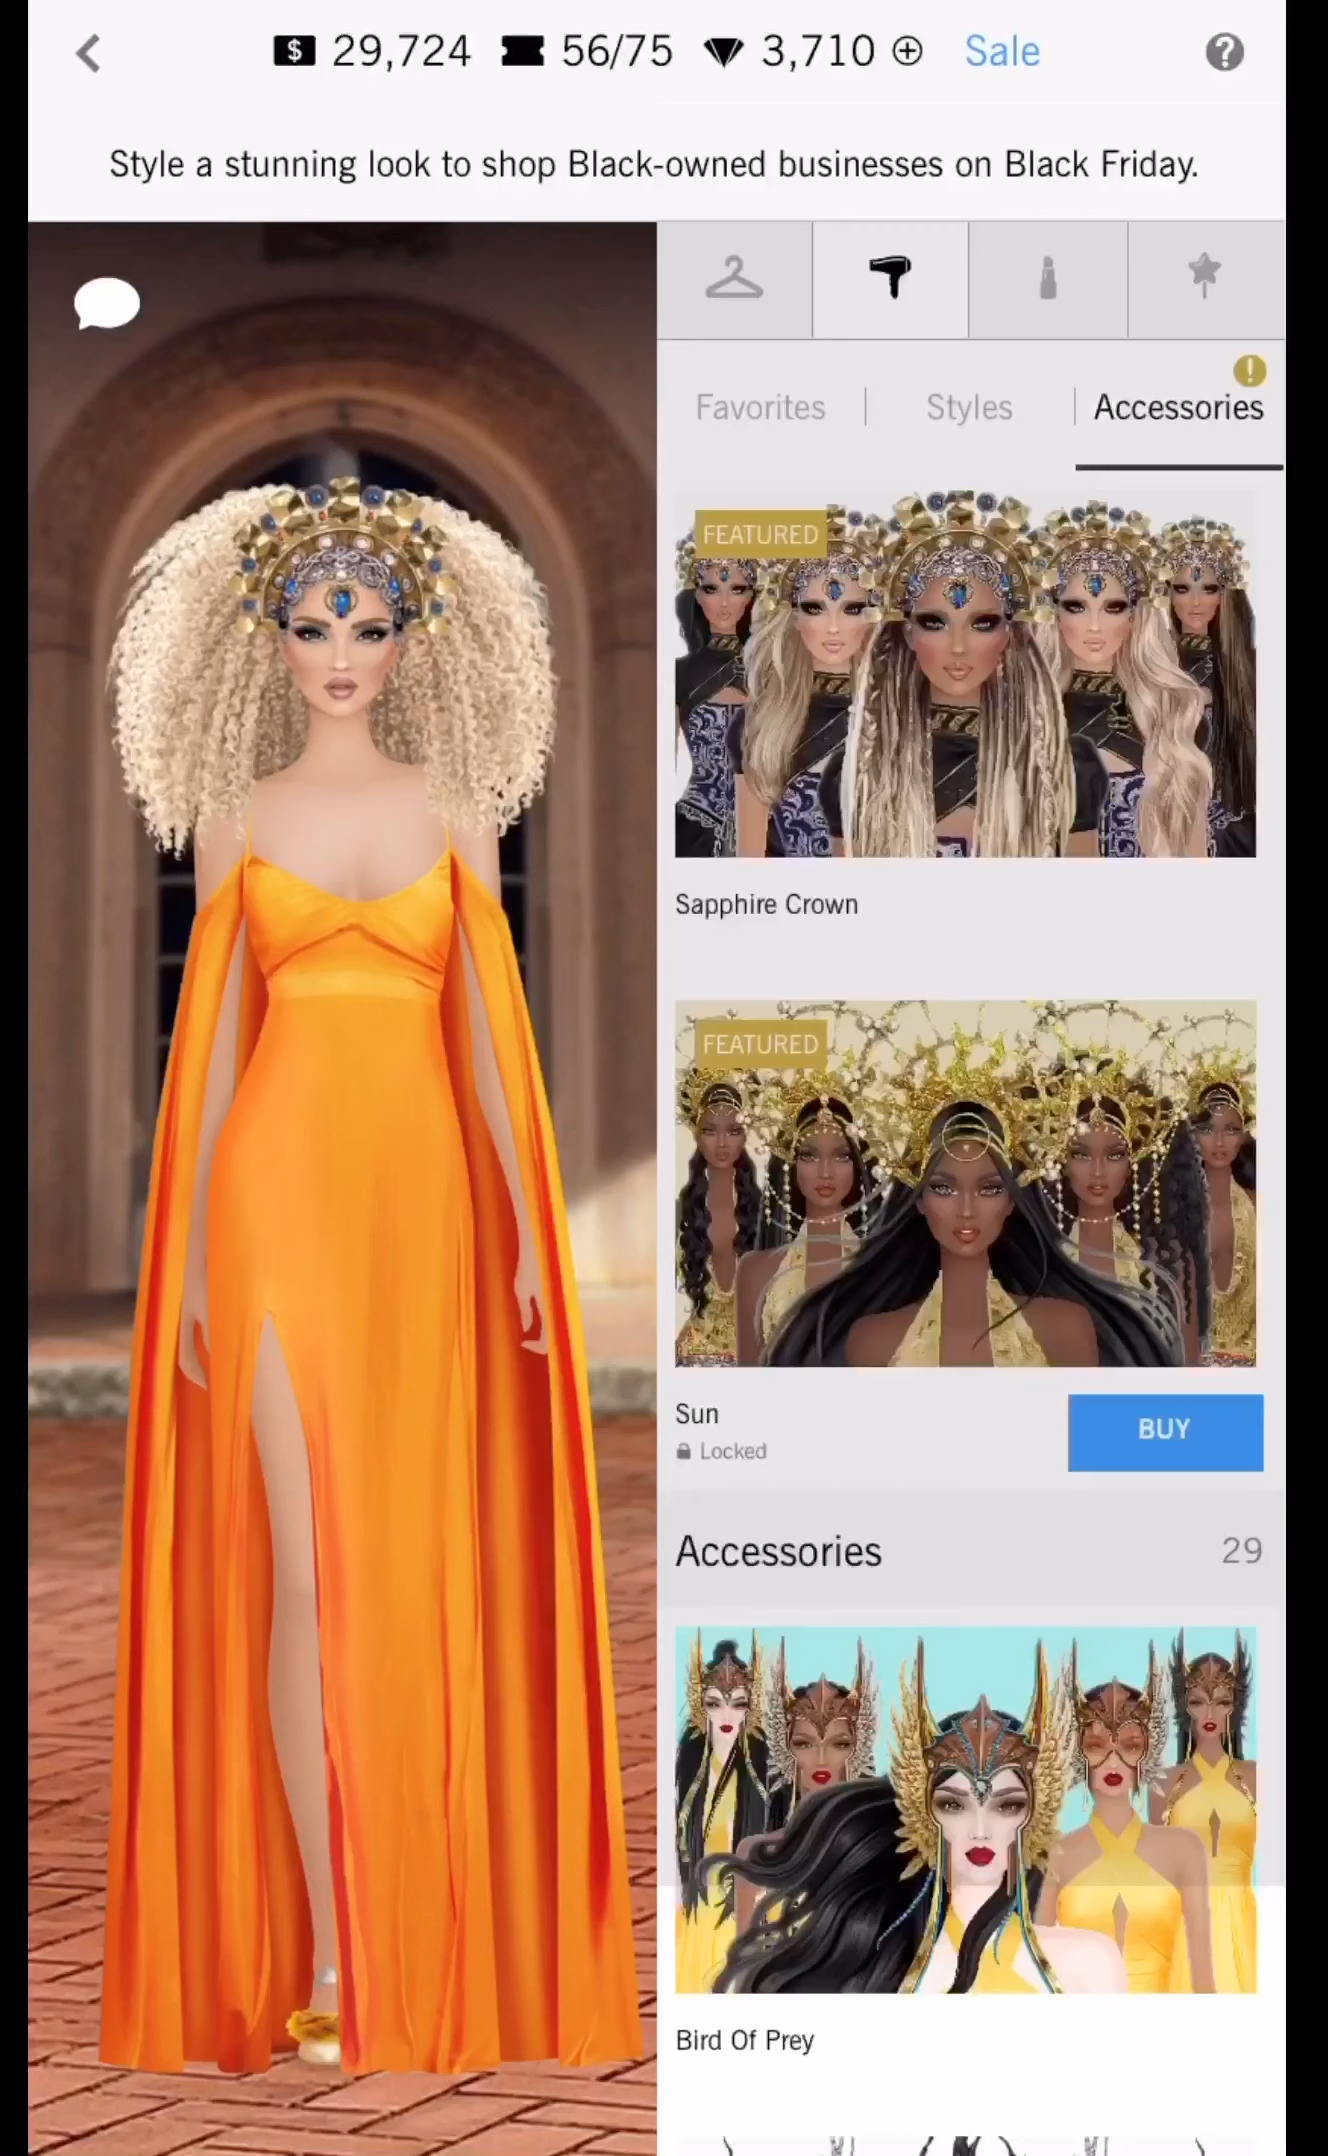 $ 29,724 56/75 3,710 Sale ?
Style a stunning look to shop Black-owned businesses on Black Friday.
Favorites | Styles | Accessories !
FEATURED
Sapphire Crown
FEATURED
Sun
Locked
BUY
Accessories 29
Bird Of Prey